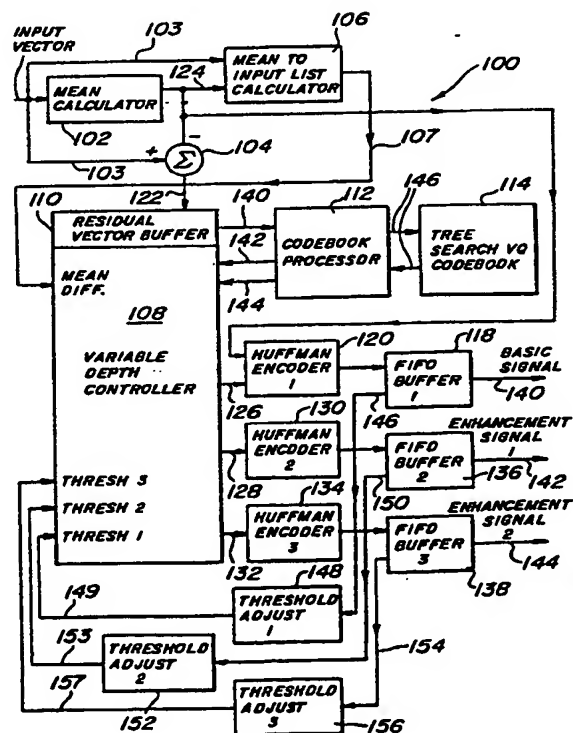 INPUT
VECTOR
103
106
MEAN TO
INPUT LIST
CALCULATOR
124
100
MEAN
CALCULATOR
102
−
107
+
Σ
104
103
122
110
140
112
146
114
RESIDUAL
VECTOR BUFFER
142
CODEBOOK
PROCESSOR
TREE
SEARCH VQ
CODEBOOK
144
MEAN
DIFF.
108
VARIABLE
DEPTH
CONTROLLER
HUFFMAN
ENCODER
1
120
118
FIFO
BUFFER
1
BASIC
SIGNAL
140
126
130
146
HUFFMAN
ENCODER
2
FIFO
BUFFER
2
ENHANCEMENT
SIGNAL
1
136
142
128
134
150
THRESH 3
THRESH 2
THRESH 1
HUFFMAN
ENCODER
3
FIFO
BUFFER
3
ENHANCEMENT
SIGNAL
2
144
132
148
138
149
THRESHOLD
ADJUST
1
153
THRESHOLD
ADJUST
2
154
157
152
THRESHOLD
ADJUST
3
156